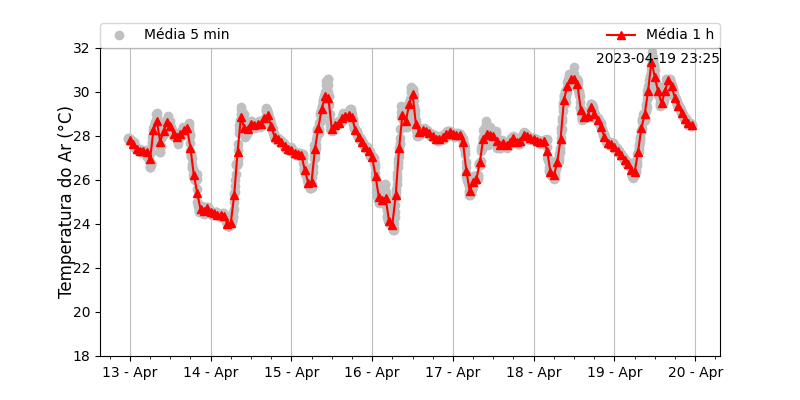 Média 5 min
Média 1 h
2023-04-19 23:25
Temperatura do Ar (°C)
32
30
28
26
24
22
20
18
13 - Apr
14 - Apr
15 - Apr
16 - Apr
17 - Apr
18 - Apr
19 - Apr
20 - Apr